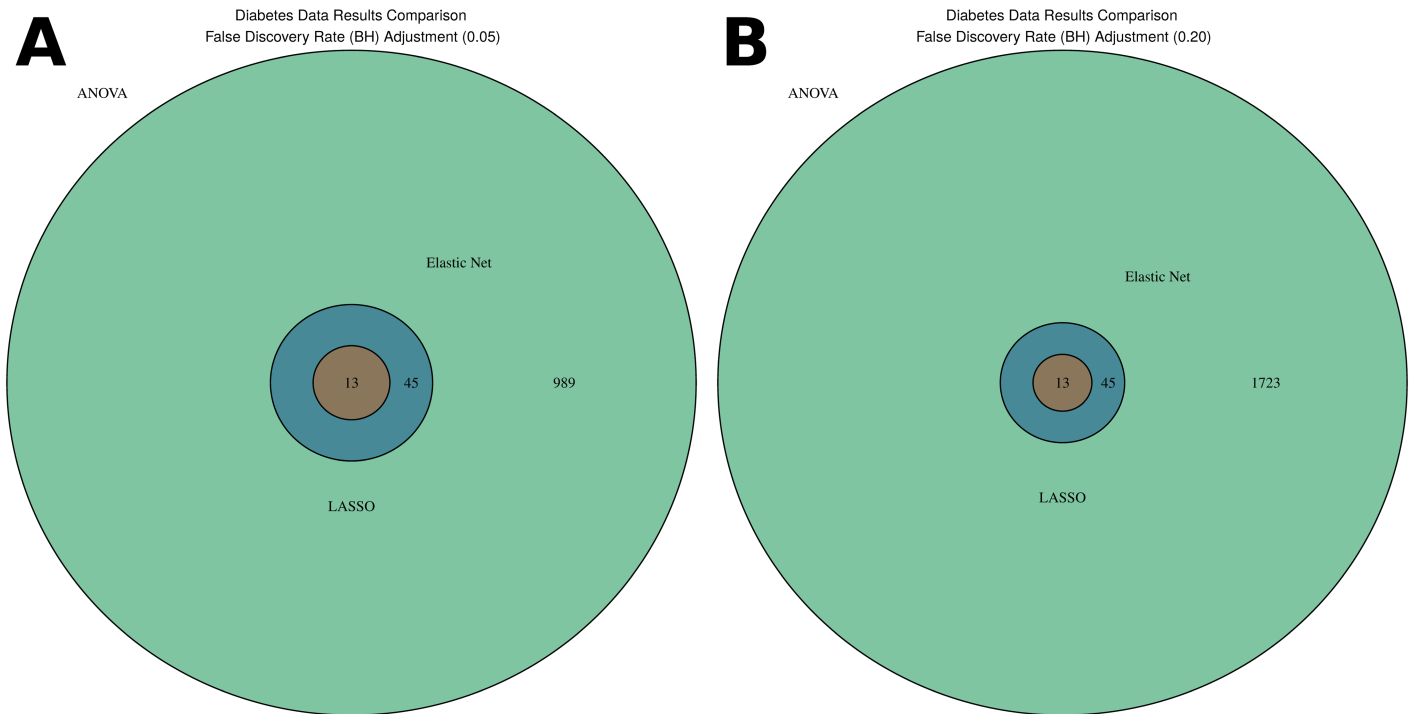 A
Diabetes Data Results Comparison
False Discovery Rate (BH) Adjustment (0.05)
ANOVA
Elastic Net
13
45
989
LASSO
B
Diabetes Data Results Comparison
False Discovery Rate (BH) Adjustment (0.20)
ANOVA
Elastic Net
13
45
1723
LASSO